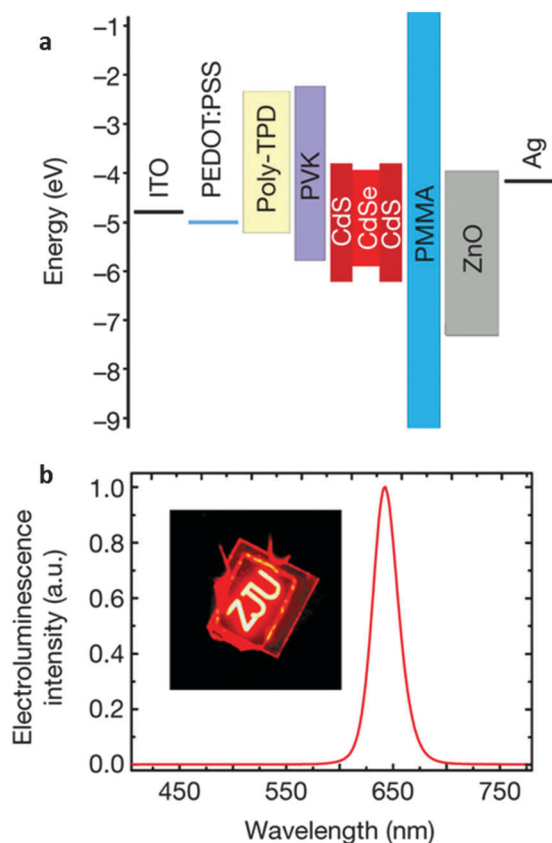 a
Energy (eV)
−1
−2
−3
−4
−5
−6
−7
−8
−9
ITO
PEDOT:PSS
Poly-TPD
PVK
CdS
CdSe
CdS
PMMA
ZnO
Ag
b
Electroluminescence
intensity (a.u.)
1.0
0.8
0.6
0.4
0.2
0.0
ZJU
450 550 650 750
Wavelength (nm)